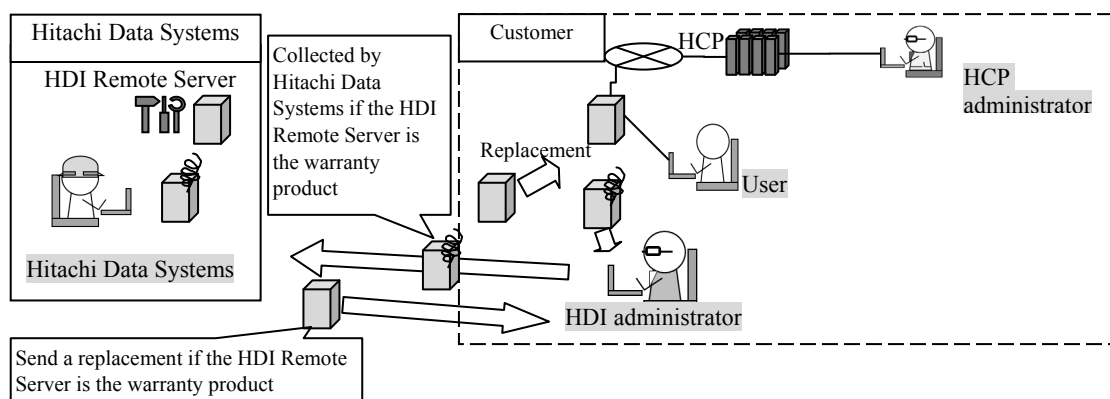 Hitachi Data Systems
HDI Remote Server
Hitachi Data Systems
Collected by
Hitachi Data
Systems if the HDI
Remote Server is
the warranty
product
Send a replacement if the HDI Remote
Server is the warranty product
Customer
HCP
HCP
administrator
Replacement
User
HDI administrator